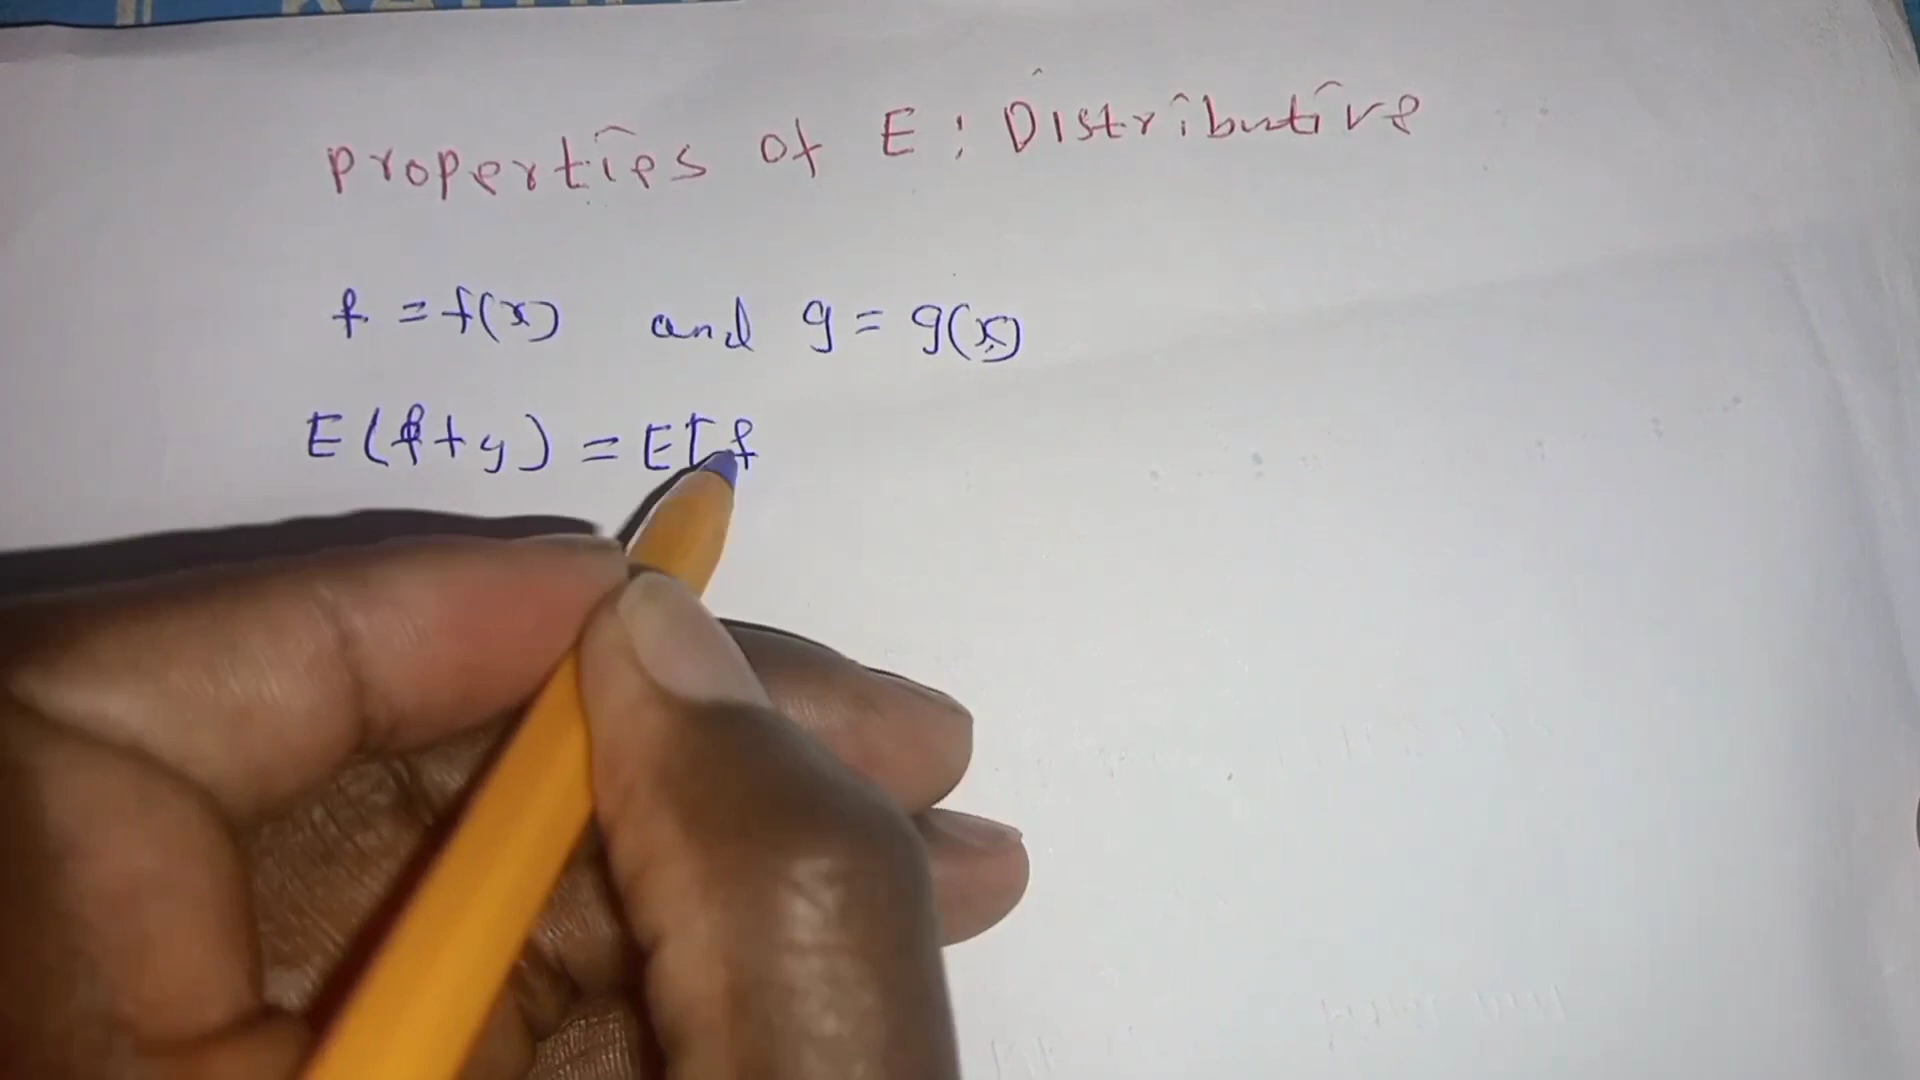 Properties of E : Distributive
f = f(x) and g = g(x)
E(f+y) = E[f